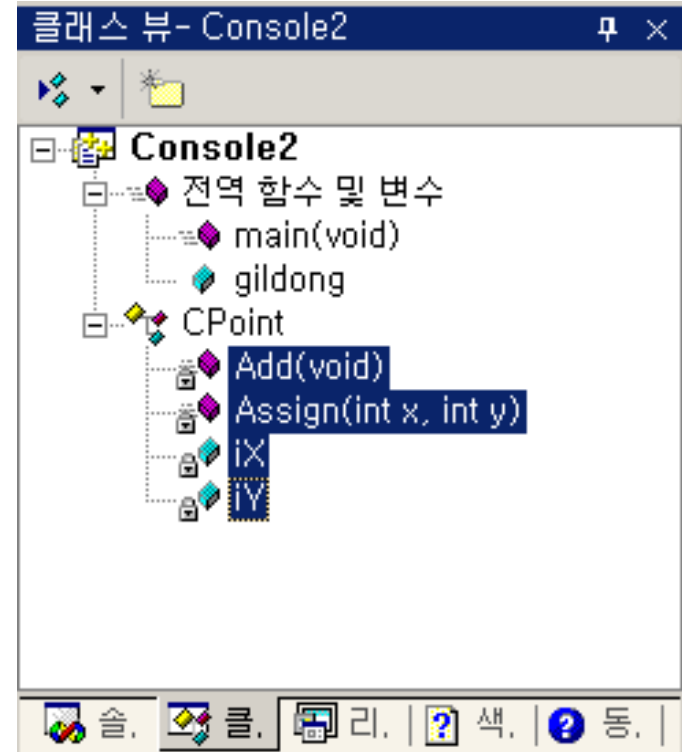 클래스 뷰- Console2
Console2
전역 함수 및 변수
main(void)
gildong
CPoint
Add(void)
Assign(int x, int y)
iX
iY
솔. 클. 리. 색. 동.